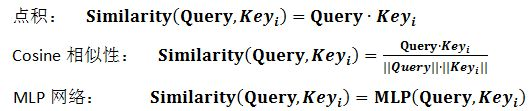 点积： Similarity(Query, Key_i) = Query · Key_i
Cosine 相似性： Similarity(Query, Key_i) = \frac{Query·Key_i}{||Query||·||Key_i||}
MLP 网络： Similarity(Query, Key_i) = MLP(Query, Key_i)